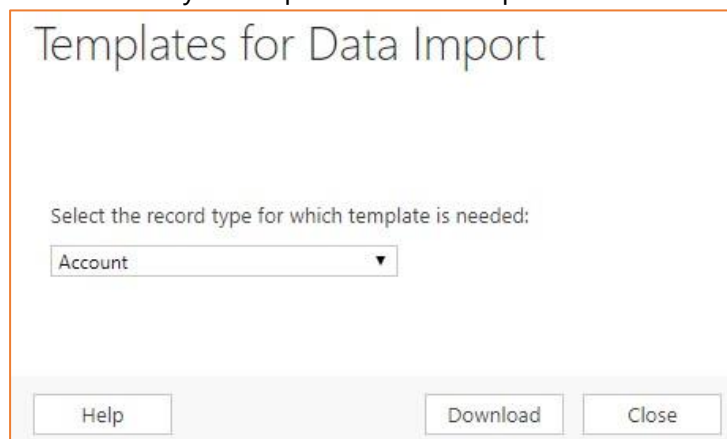 Templates for Data Import
Select the record type for which template is needed:
Account
Help Download Close